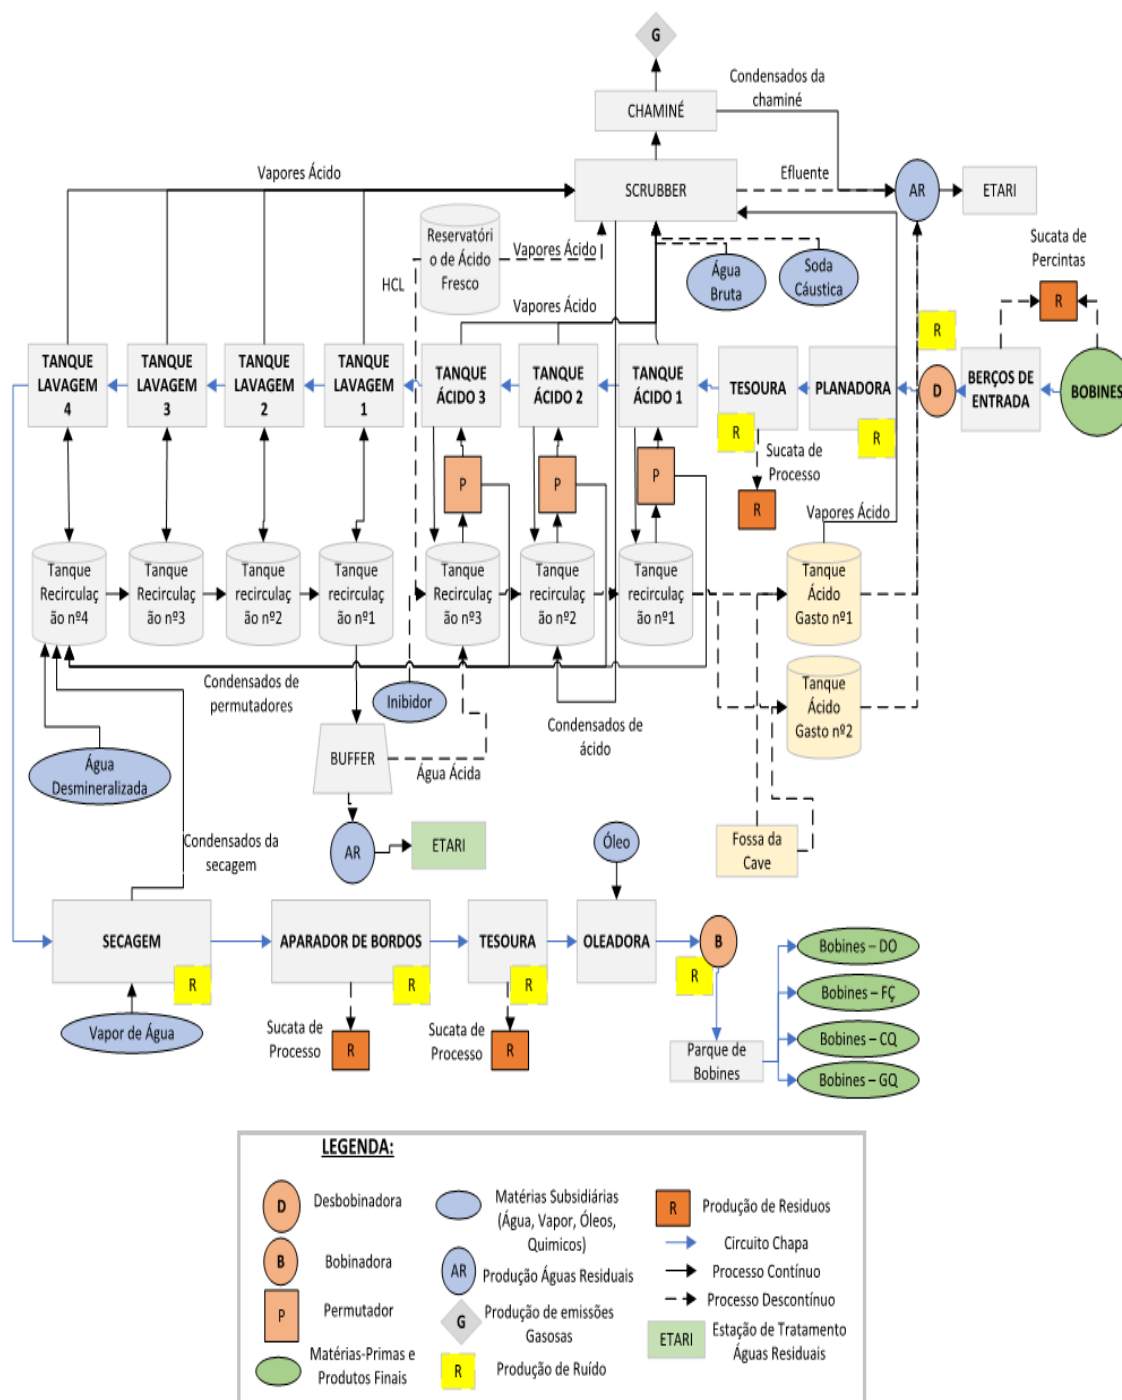 G
Condensados da
chaminé
CHAMINÉ
Vapores Ácido
SCRUBBER
Efluente
AR
ETARI
Reservatóri
o de Ácido
Fresco
Vapores Ácido
HCL
Água
Bruta
Soda
Cáustica
Sucata de
Percintas
R
Vapores Ácido
R
TANQUE
LAVAGEM
4
TANQUE
LAVAGEM
3
TANQUE
LAVAGEM
2
TANQUE
LAVAGEM
1
TANQUE
ÁCIDO 3
TANQUE
ÁCIDO 2
TANQUE
ÁCIDO 1
TESOURA
R
PLANADORA
R
D
BERÇOS DE
ENTRADA
BOBINES
P
P
P
Sucata de
Processo
R
Vapores Ácido
Tanque
Recirculaç
ão nº4
Tanque
Recirculaç
ão nº3
Tanque
recirculaç
ão nº2
Tanque
recirculaç
ão nº1
Tanque
Recirculaç
ão nº3
Tanque
recirculaç
ão nº2
Tanque
recirculaç
ão nº1
Tanque
Ácido
Gasto nº1
Tanque
Ácido
Gasto nº2
Condensados de
permutadores
Inibidor
Condensados de
ácido
Água
Desmineralizada
BUFFER
Água Ácida
Condensados da
secagem
AR
ETARI
Óleo
Fossa da
Cave
SECAGEM
R
APARADOR DE BORDOS
R
TESOURA
R
OLEADORA
B
R
Bobines – DO
Bobines – FÇ
Bobines – CQ
Bobines – GQ
Vapor de Água
Sucata de
Processo
R
Sucata de
Processo
R
Parque de
Bobines
LEGENDA:
D
Desbobinadora
B
Bobinadora
P
Permutador
Matérias-Primas e
Produtos Finais
Matérias Subsidiárias
(Água, Vapor, Óleos,
Quimicos)
AR
Produção Águas Residuais
G
Produção de emissões
Gasosas
R
Produção de Ruído
R
Produção de Residuos
Circuito Chapa
Processo Contínuo
Processo Descontínuo
ETARI
Estação de Tratamento
Águas Residuais